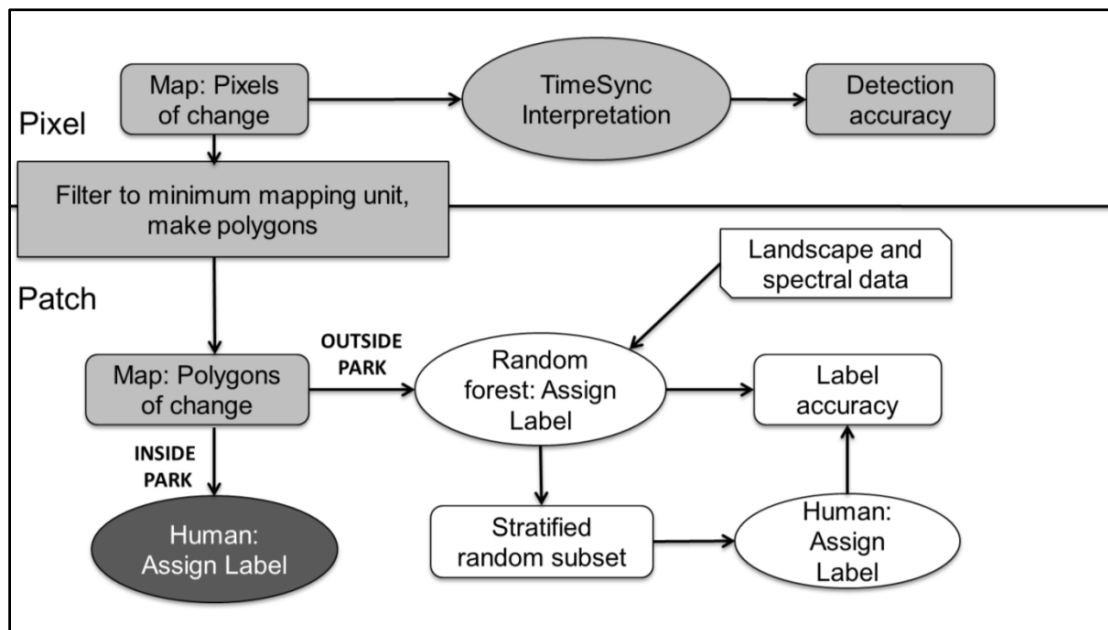 Map: Pixels
of change
TimeSync
Interpretation
Detection
accuracy
Pixel
Filter to minimum mapping unit,
make polygons
Landscape and
spectral data
Patch
OUTSIDE
PARK
Map: Polygons
of change
Random
forest: Assign
Label
Label
accuracy
INSIDE
PARK
Human:
Assign Label
Stratified
random subset
Human:
Assign
Label